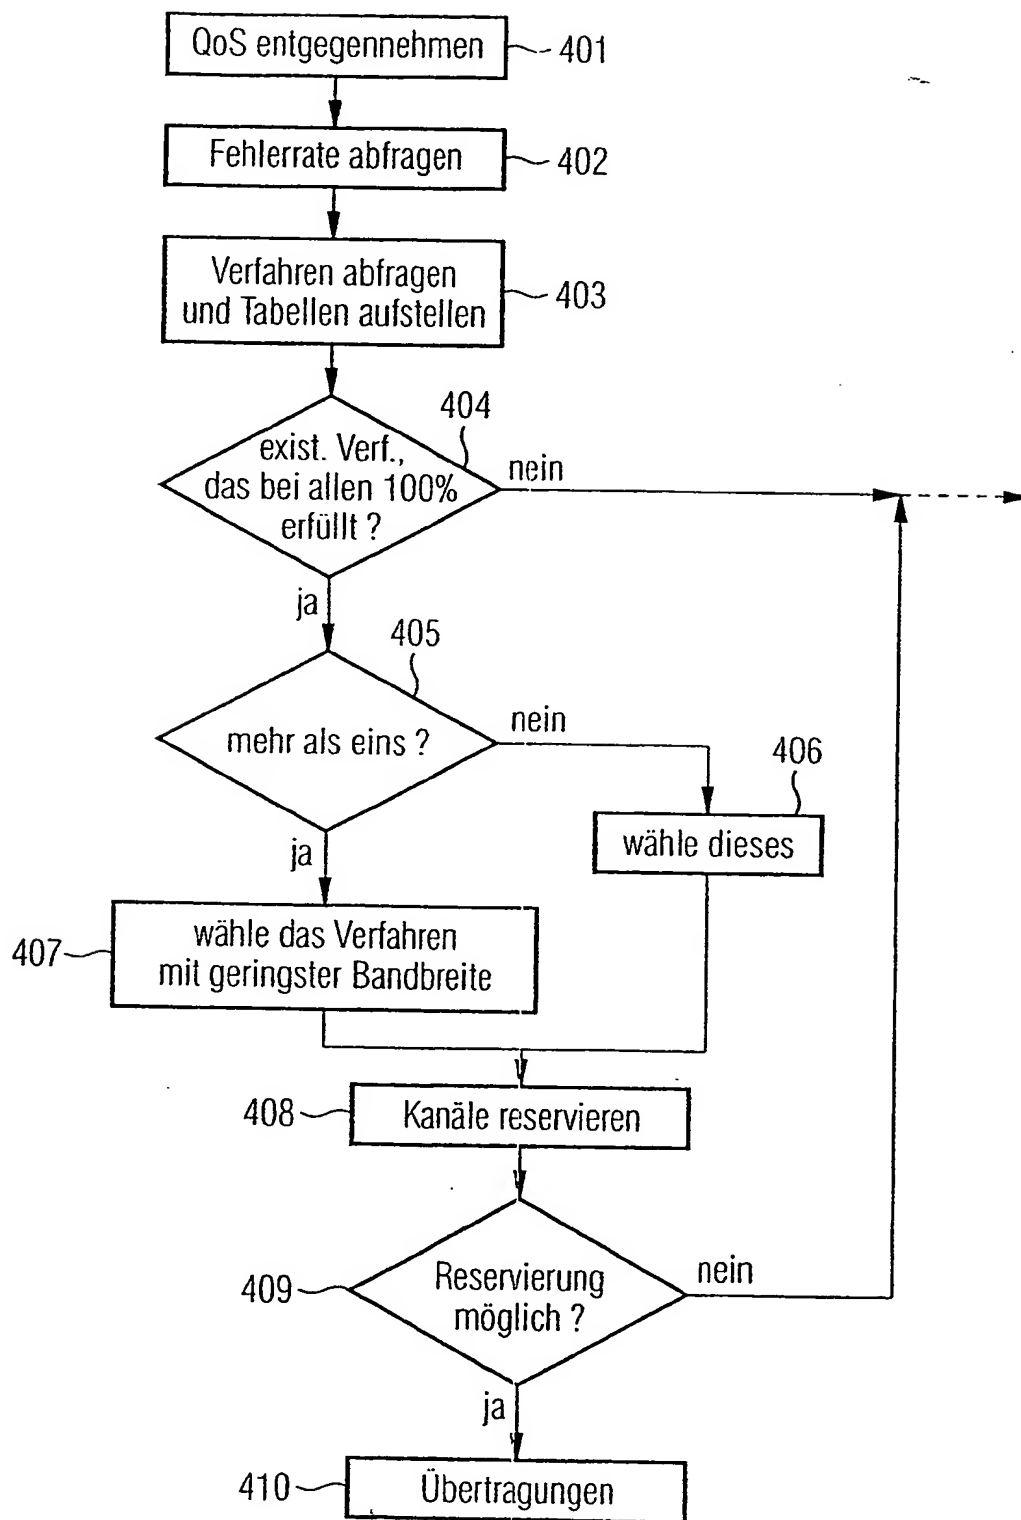 QoS entgegennehmen
401
Fehlerrate abfragen
402
Verfahren abfragen
und Tabellen aufstellen
403
404
exist. Verf.,
das bei allen 100%
erfüllt ?
nein
ja
405
mehr als eins ?
nein
406
wähle dieses
ja
407
wähle das Verfahren
mit geringster Bandbreite
408
Kanäle reservieren
409
Reservierung
möglich ?
nein
ja
410
Übertragungen